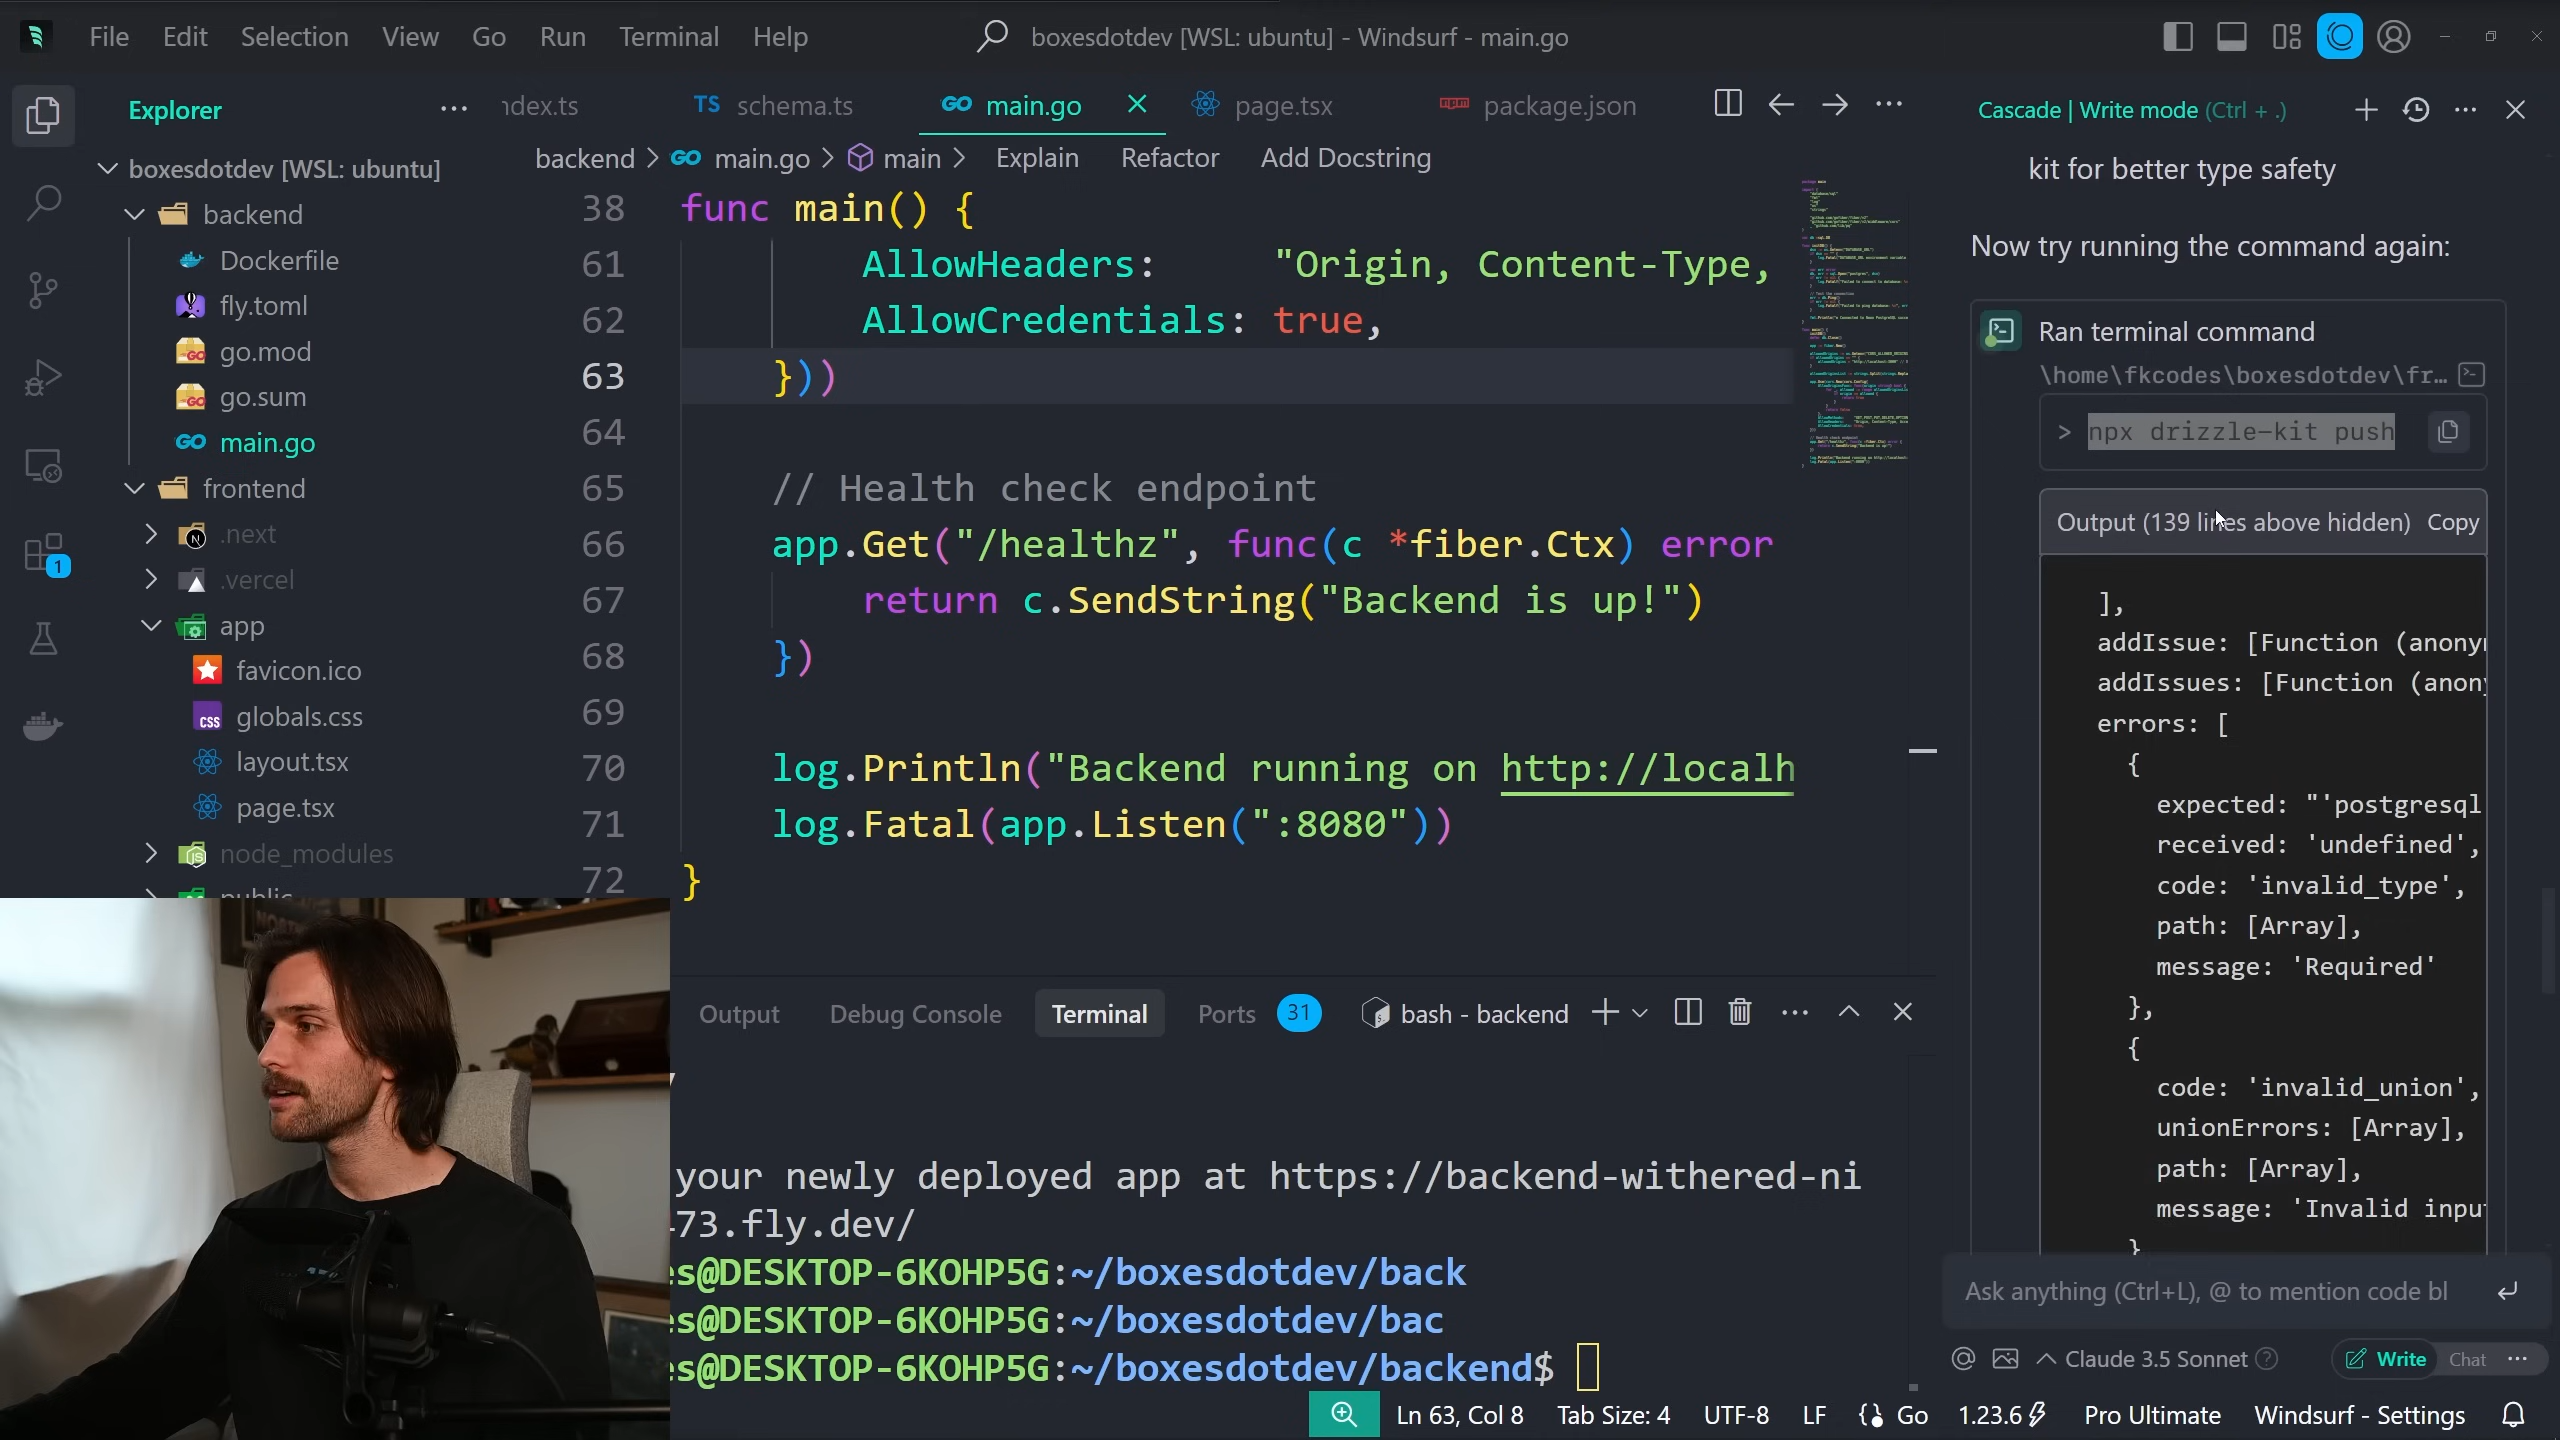 File Edit Selection View Go Run Terminal Help
boxesdotdev [WSL: ubuntu] - Windsurf - main.go
Explorer
boxesdotdev [WSL: ubuntu]
backend
Dockerfile
fly.toml
go.mod
go.sum
main.go
frontend
.next
.vercel
app
favicon.ico
globals.css
layout.tsx
page.tsx
node_modules
public
1
ndex.ts
TS schema.ts
GO main.go
page.tsx
package.json
backend > GO main.go > main > Explain Refactor Add Docstring
38 func main() {
61 AllowHeaders: "Origin, Content-Type,
62 AllowCredentials: true,
63 }))
64
65 // Health check endpoint
66 app.Get("/healthz", func(c *fiber.Ctx) error
67 return c.SendString("Backend is up!")
68 })
69
70 log.Println("Backend running on http://localh
71 log.Fatal(app.Listen(":8080"))
72 }
Output Debug Console Terminal Ports 31 bash - backend
your newly deployed app at https://backend-withered-ni
473.fly.dev/
es@DESKTOP-6KOHP5G:~/boxesdotdev/back
es@DESKTOP-6KOHP5G:~/boxesdotdev/bac
es@DESKTOP-6KOHP5G:~/boxesdotdev/backend$
Cascade | Write mode (Ctrl + .)
kit for better type safety
Now try running the command again:
Ran terminal command
\home\fkcodes\boxesdotdev\fr...
> npx drizzle-kit push
Output (139 lines above hidden) Copy
],
addIssue: [Function (anony
addIssues: [Function (anon
errors: [
{
expected: "'postgresql
received: 'undefined',
code: 'invalid_type',
path: [Array],
message: 'Required'
},
{
code: 'invalid_union',
unionErrors: [Array],
path: [Array],
message: 'Invalid inpu
}
Ask anything (Ctrl+L), @ to mention code bl
Claude 3.5 Sonnet
Write Chat
Ln 63, Col 8 Tab Size: 4 UTF-8 LF Go 1.23.6 Pro Ultimate Windsurf - Settings